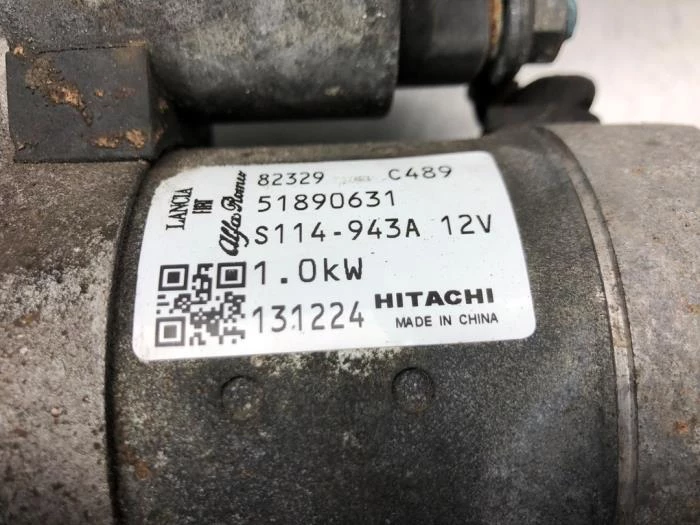 LANCIA
FIAT
Alfa Romeo
82329 C489
51890631
S114-943A 12V
1.0kW
131224 HITACHI
MADE IN CHINA